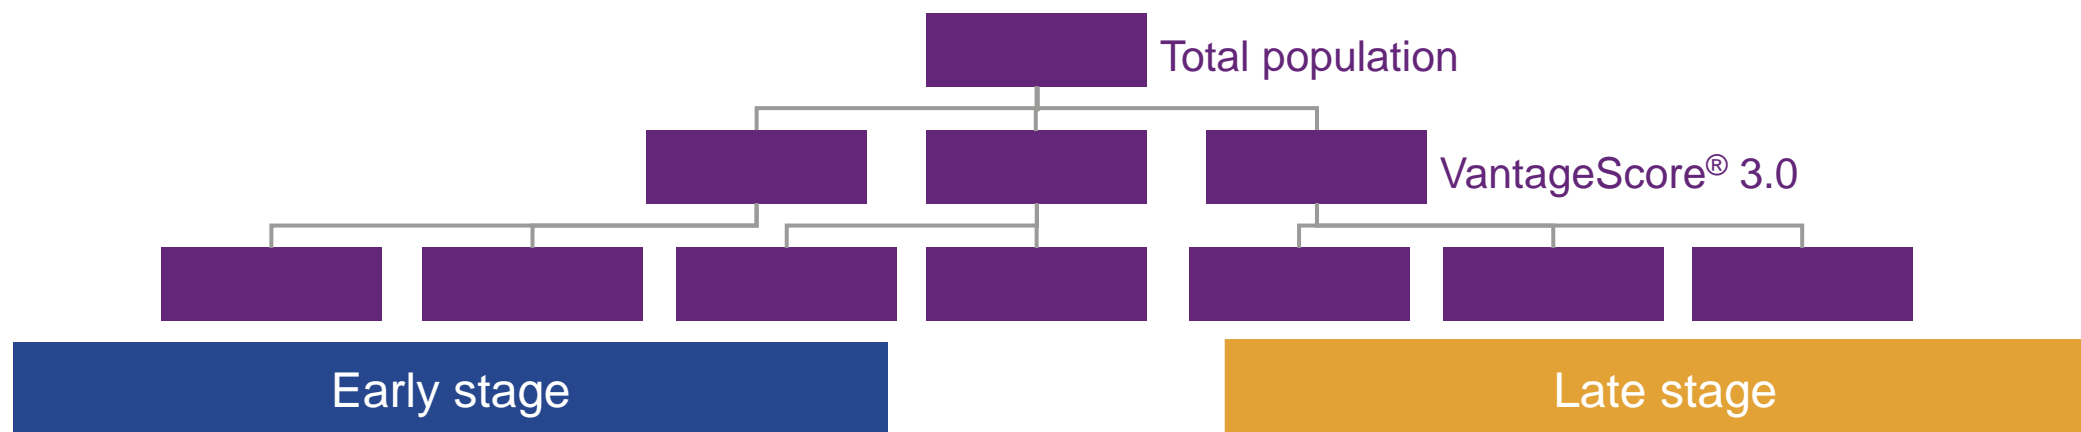 Total population
VantageScore® 3.0
Early stage
Late stage